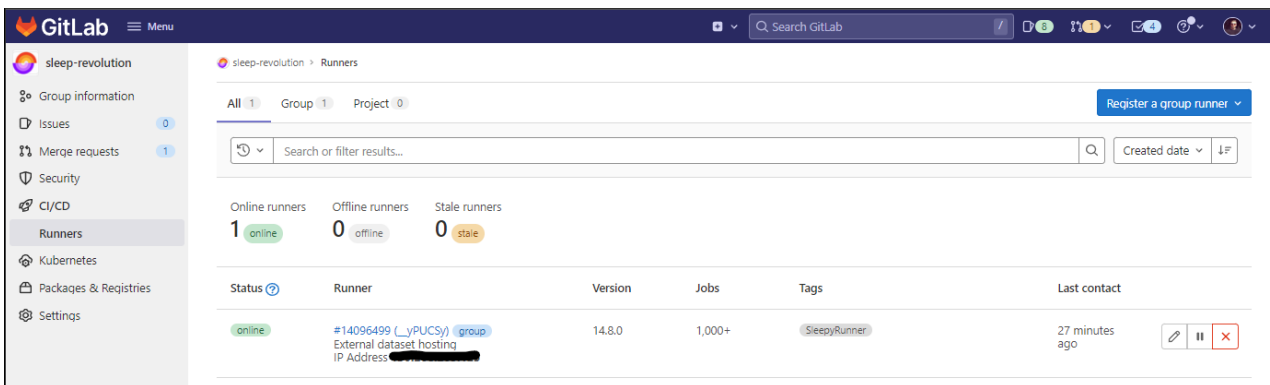 GitLab Menu Search GitLab / 8 1 4
sleep-revolution
Group information
Issues 0
Merge requests 1
Security
CI/CD
Runners
Kubernetes
Packages & Registries
Settings
sleep-revolution > Runners
All 1 Group 1 Project 0 Register a group runner
Search or filter results... Created date
Online runners Offline runners Stale runners
1 online 0 offline 0 stale
Status ? Runner Version Jobs Tags Last contact
online #14096499 (__yPUCSy) group 14.8.0 1,000+ SleepyRunner 27 minutes ago
External dataset hosting
IP Address